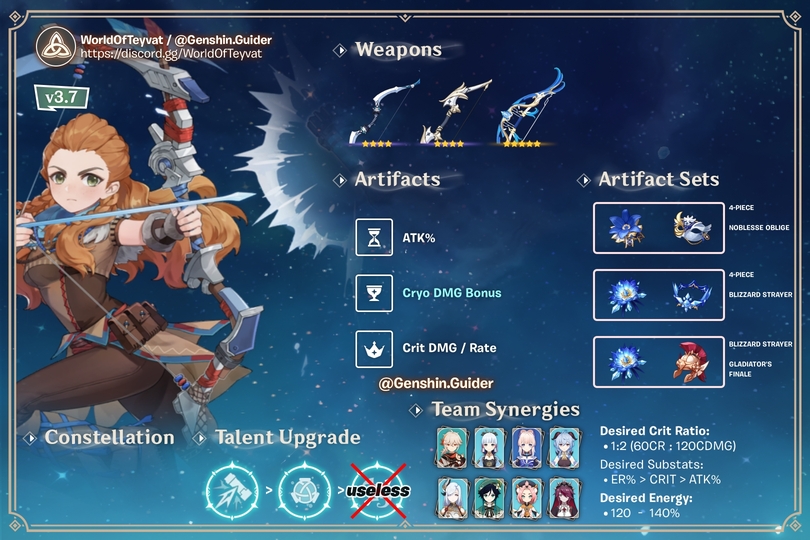 WorldOfTeyvat / @Genshin.Guider
https://discord.gg/WorldOfTeyvat
v3.7
Weapons
Artifacts
ATK%
Cryo DMG Bonus
Crit DMG / Rate
@Genshin.Guider
Artifact Sets
4-PIECE
NOBLESSE OBLIGE
4-PIECE
BLIZZARD STRAYER
BLIZZARD STRAYER
GLADIATOR'S
FINALE
Constellation
Talent Upgrade
> > useless
Team Synergies
Desired Crit Ratio:
• 1:2 (60CR ; 120CDMG)
Desired Substats:
• ER% > CRIT > ATK%
Desired Energy:
• 120 - 140%